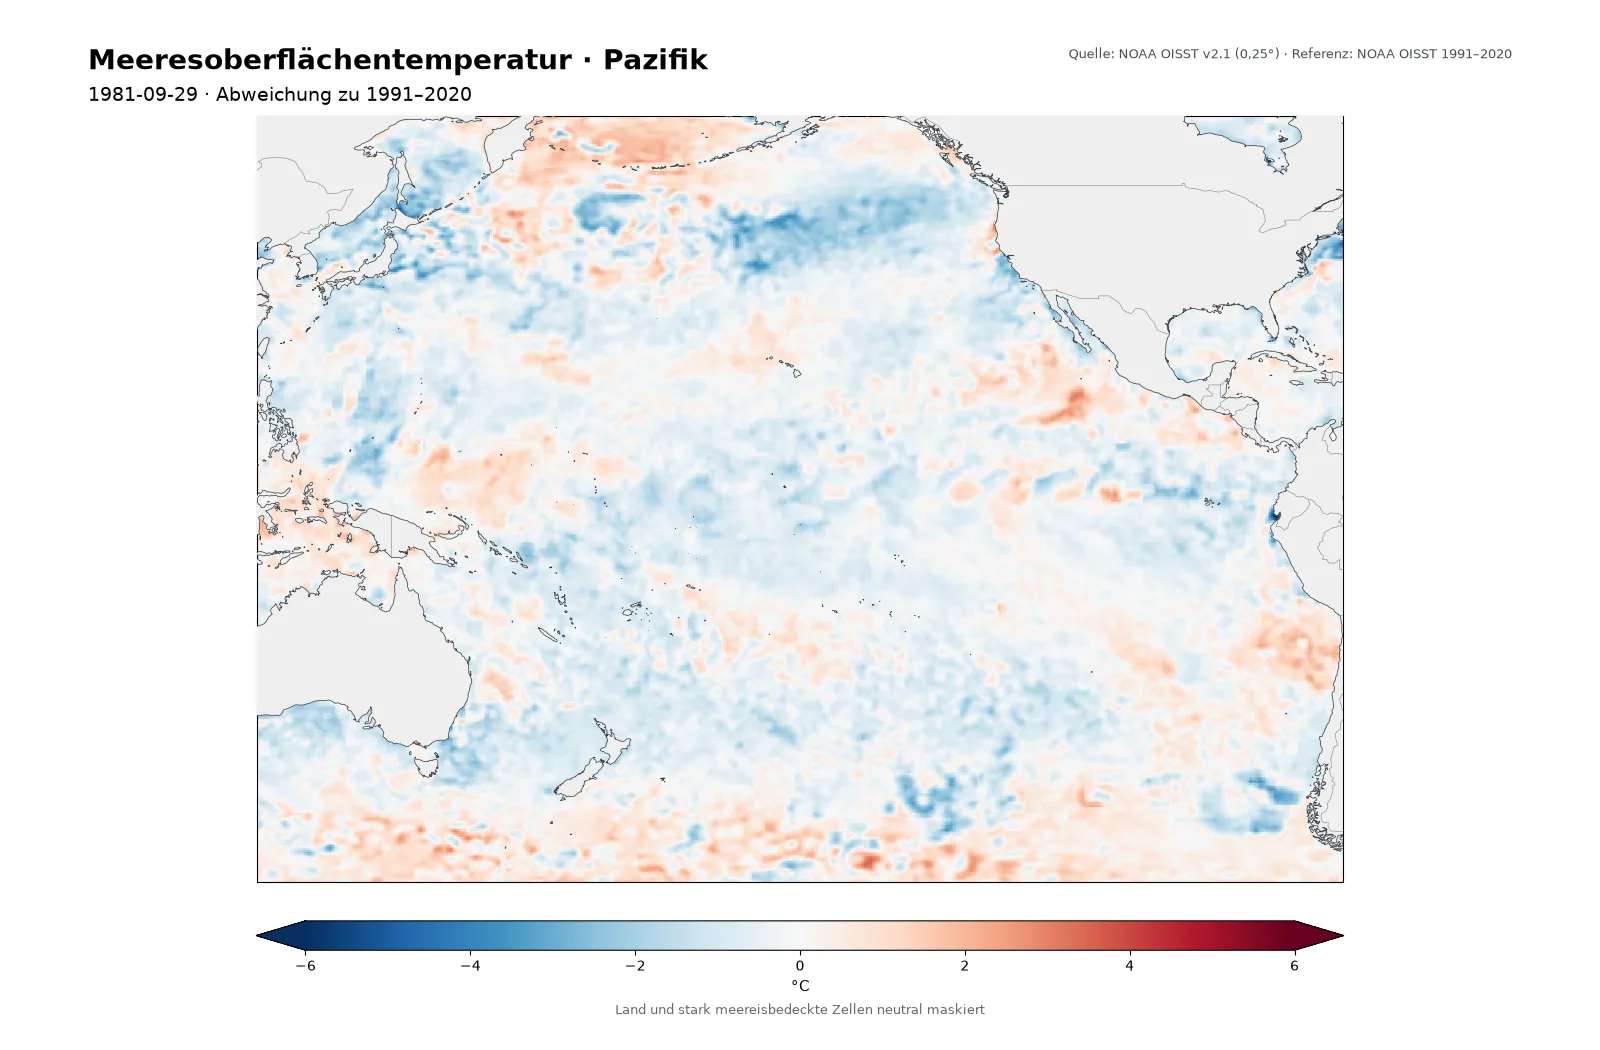 Meeresoberflächentemperatur · Pazifik
Quelle: NOAA OISST v2.1 (0,25°) · Referenz: NOAA OISST 1991–2020
1981-09-29 · Abweichung zu 1991–2020
−6 −4 −2 0 2 4 6
°C
Land und stark meereisbedeckte Zellen neutral maskiert